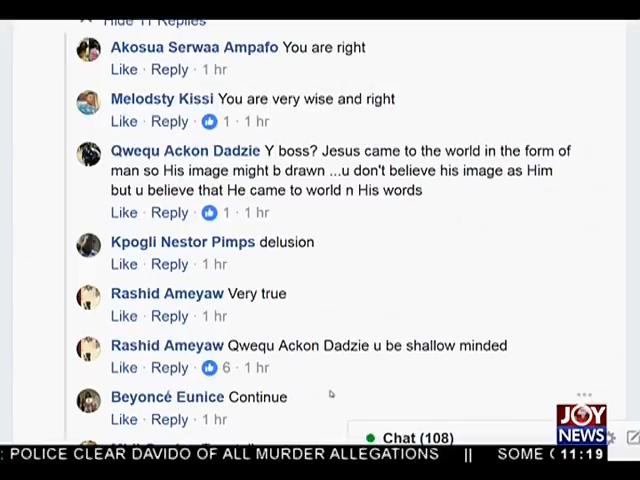 Hide 11 Replies
Akosua Serwaa Ampafo You are right
Like · Reply · 1 hr
Melodsty Kissi You are very wise and right
Like · Reply · 1 · 1 hr
Qwequ Ackon Dadzie Y boss? Jesus came to the world in the form of
man so His image might b drawn ...u don't believe his image as Him
but u believe that He came to world n His words
Like · Reply · 1 · 1 hr
Kpogli Nestor Pimps delusion
Like · Reply · 1 hr
Rashid Ameyaw Very true
Like · Reply · 1 hr
Rashid Ameyaw Qwequ Ackon Dadzie u be shallow minded
Like · Reply · 6 · 1 hr
Beyoncé Eunice Continue
Like · Reply · 1 hr
Chat (108)
JOY
NEWS
: POLICE CLEAR DAVIDO OF ALL MURDER ALLEGATIONS || SOME
11:19